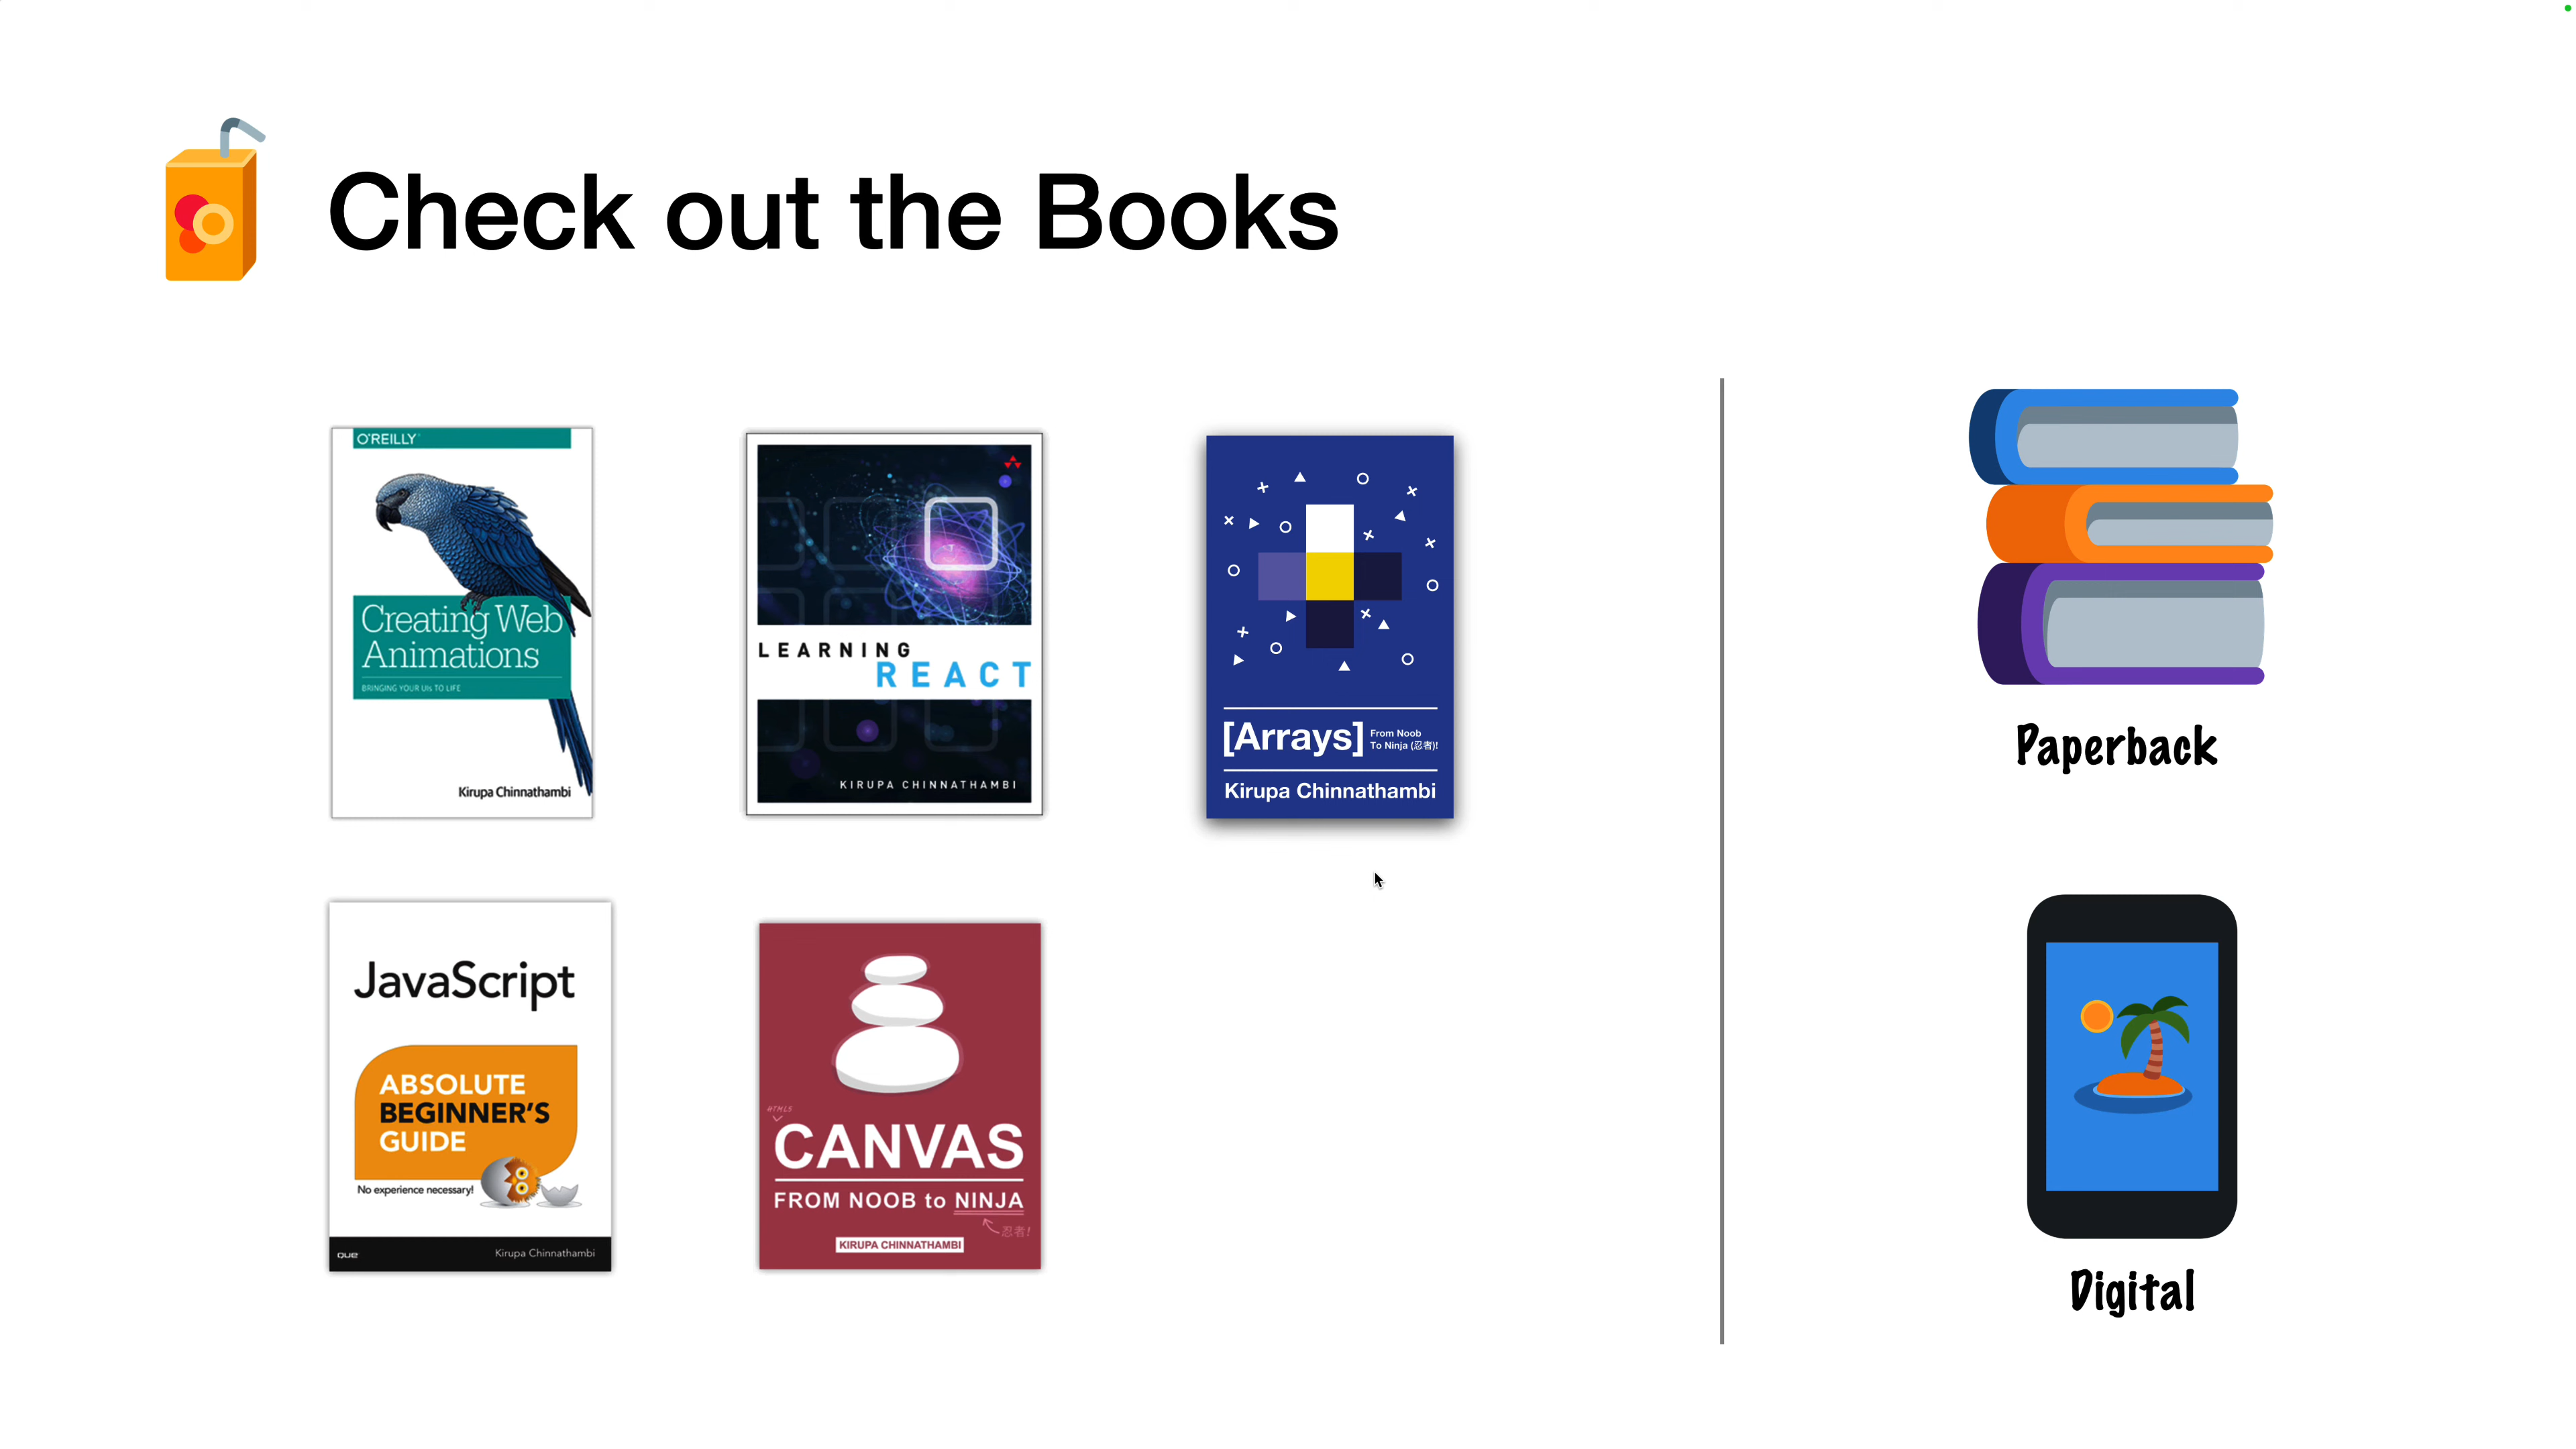 Check out the Books
O'REILLY
Creating Web
Animations
BRINGING YOUR UIs TO LIFE
Kirupa Chinnathambi
LEARNING
REACT
KIRUPA CHINNATHAMBI
[Arrays]
From Noob
To Ninja (忍者)!
Kirupa Chinnathambi
Paperback
JavaScript
ABSOLUTE
BEGINNER'S
GUIDE
No experience necessary!
que
Kirupa Chinnathambi
HTML5
CANVAS
FROM NOOB to NINJA
忍者!
KIRUPA CHINNATHAMBI
Digital